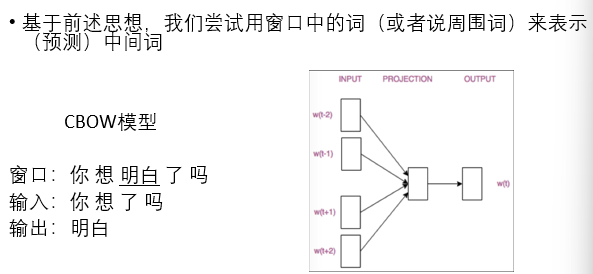 • 基于前述思想，我们尝试用窗口中的词（或者说周围词）来表示
（预测）中间词
INPUT PROJECTION OUTPUT
w(t-2)
CBOW模型
w(t-1)
w(t)
窗口：你 想 明白 了 吗
输入：你 想 了 吗
w(t+1)
输出：明白
w(t+2)